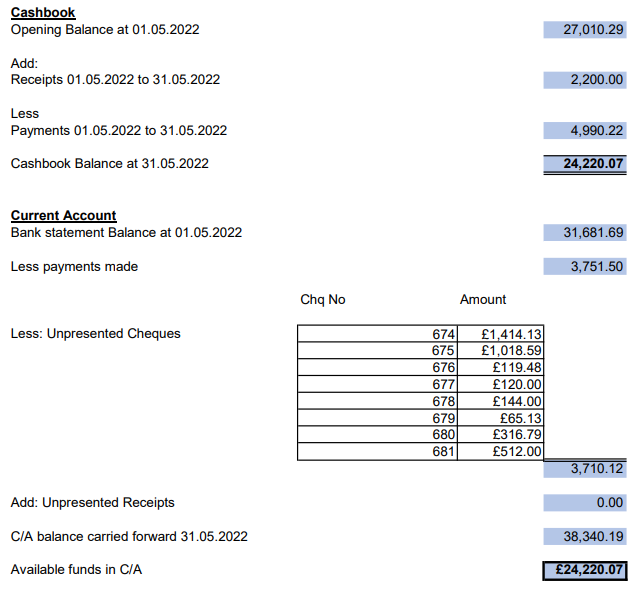 Cashbook
Opening Balance at 01.05.2022 27,010.29
Add:
Receipts 01.05.2022 to 31.05.2022 2,200.00
Less
Payments 01.05.2022 to 31.05.2022 4,990.22
Cashbook Balance at 31.05.2022 24,220.07
Current Account
Bank statement Balance at 01.05.2022 31,681.69
Less payments made 3,751.50
Chq No Amount
Less: Unpresented Cheques 674 £1,414.13
675 £1,018.59
676 £119.48
677 £120.00
678 £144.00
679 £65.13
680 £316.79
681 £512.00
3,710.12
Add: Unpresented Receipts 0.00
C/A balance carried forward 31.05.2022 38,340.19
Available funds in C/A £24,220.07